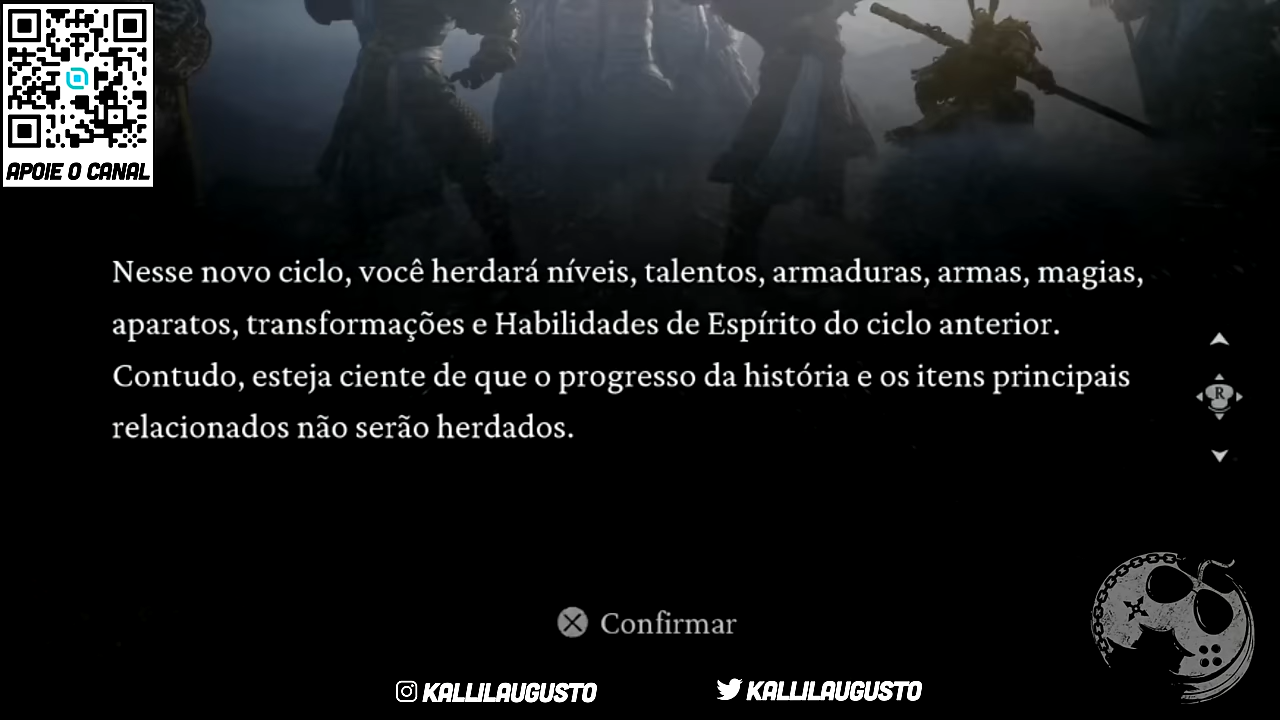 APOIE O CANAL
Nesse novo ciclo, você herdará níveis, talentos, armaduras, armas, magias,
aparatos, transformações e Habilidades de Espírito do ciclo anterior.
Contudo, esteja ciente de que o progresso da história e os itens principais
relacionados não serão herdados.
R
Confirmar
KALLILAUGUSTO KALLILAUGUSTO